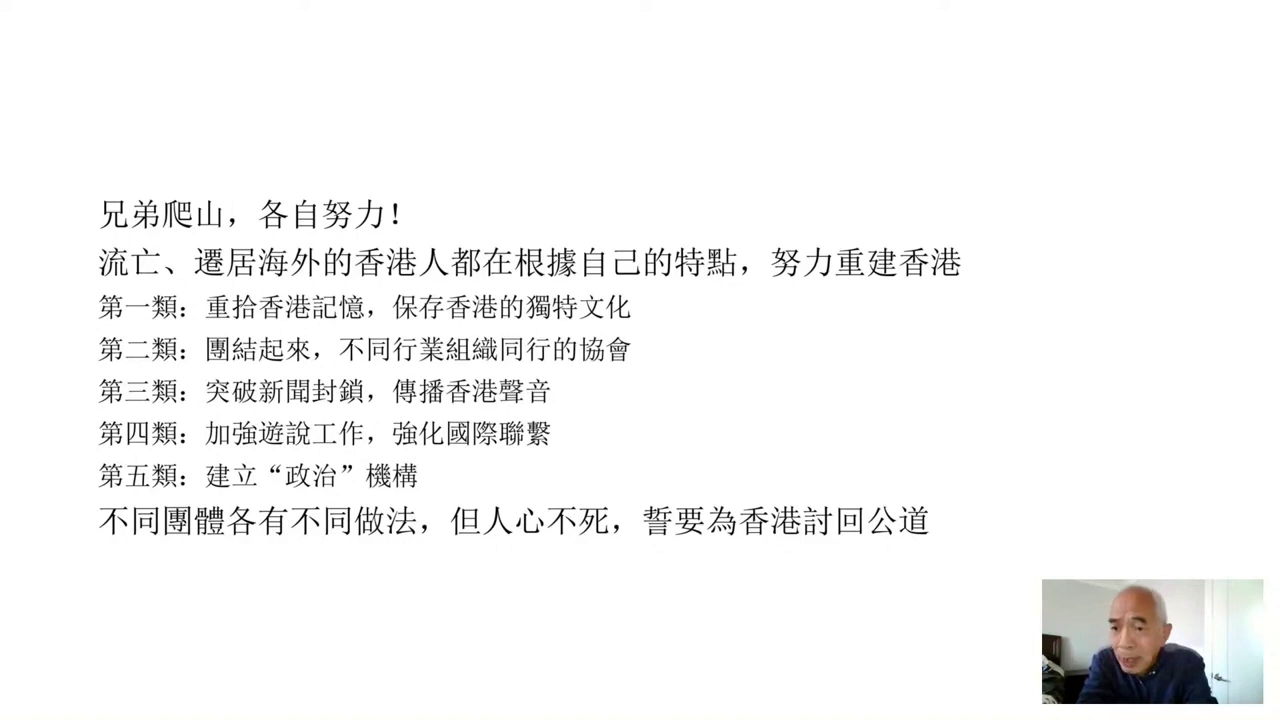 兄弟爬山，各自努力！
流亡、遷居海外的香港人都在根據自己的特點，努力重建香港
第一類：重拾香港記憶，保存香港的獨特文化
第二類：團結起來，不同行業組織同行的協會
第三類：突破新聞封鎖，傳播香港聲音
第四類：加強遊說工作，強化國際聯繫
第五類：建立“政治”機構
不同團體各有不同做法，但人心不死，誓要為香港討回公道